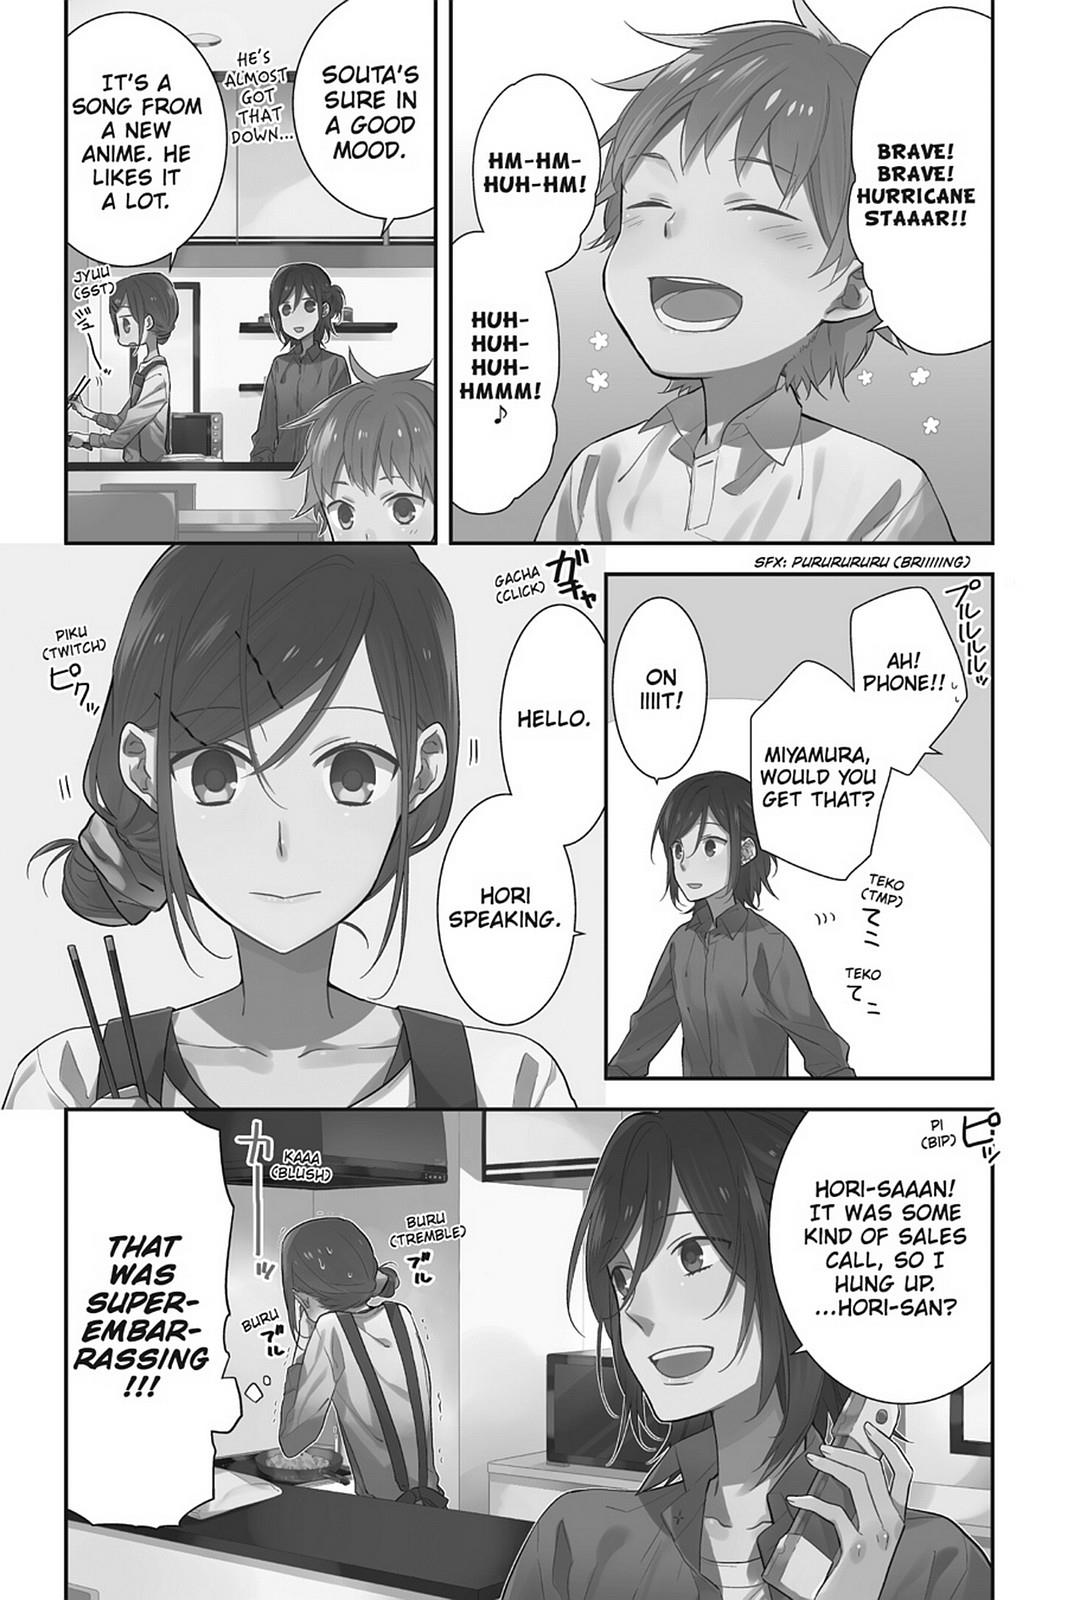 BRAVE!
BRAVE!
HURRICANE
STAAAR!!
HM-HM-
HUH-HM!
HUH-
HUH-
HUH-
HMMM!
♪
SOUTA'S
SURE IN
A GOOD
MOOD.
HE'S
ALMOST
GOT
THAT
DOWN...
IT'S A
SONG FROM
A NEW
ANIME. HE
LIKES IT
A LOT.
JYUU
(SST)
ジュー
SFX: PURURURURU (BRIIIIING)
プルルルルッ
AH!
PHONE!!
MIYAMURA,
WOULD YOU
GET THAT?
ON
IIIIT!
TEKO
(TMP)
てこ
TEKO
てこ
GACHA
(CLICK)
ガチャ
HELLO.
HORI
SPEAKING.
PIKU
(TWITCH)
ピクッ
PI
(BIP)
ピッ
HORI-SAAAN!
IT WAS SOME
KIND OF SALES
CALL, SO I
HUNG UP.
...HORI-SAN?
KAAA
(BLUSH)
カーッ
BURU
(TREMBLE)
ブル
BURU
ブル
THAT
WAS
SUPER-
EMBAR-
RASSING
!!!